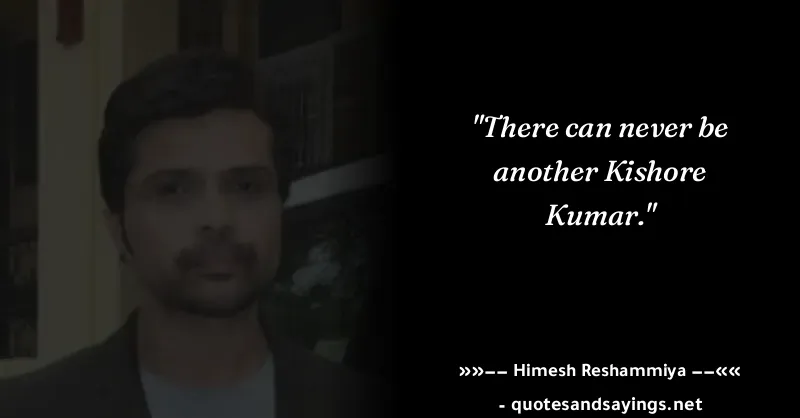 "There can never be
another Kishore
Kumar."
»»−− Himesh Reshammiya −−««
- quotesandsayings.net